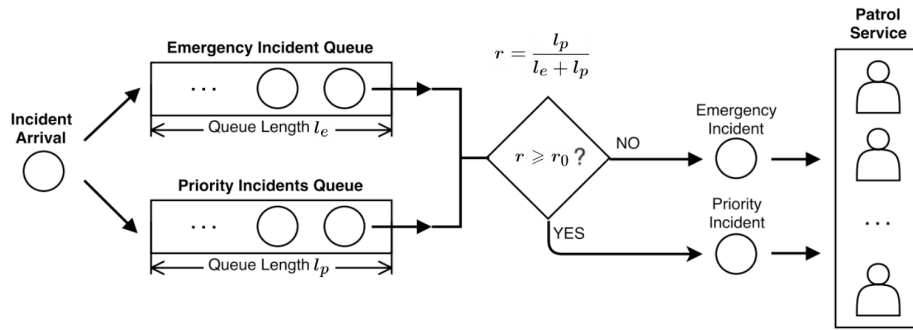 Incident
Arrival
Emergency Incident Queue
...
Queue Length l_e
Priority Incidents Queue
...
Queue Length l_p
r = l_p / (l_e + l_p)
r ⩾ r_0 ?
NO
YES
Emergency
Incident
Priority
Incident
Patrol
Service
...